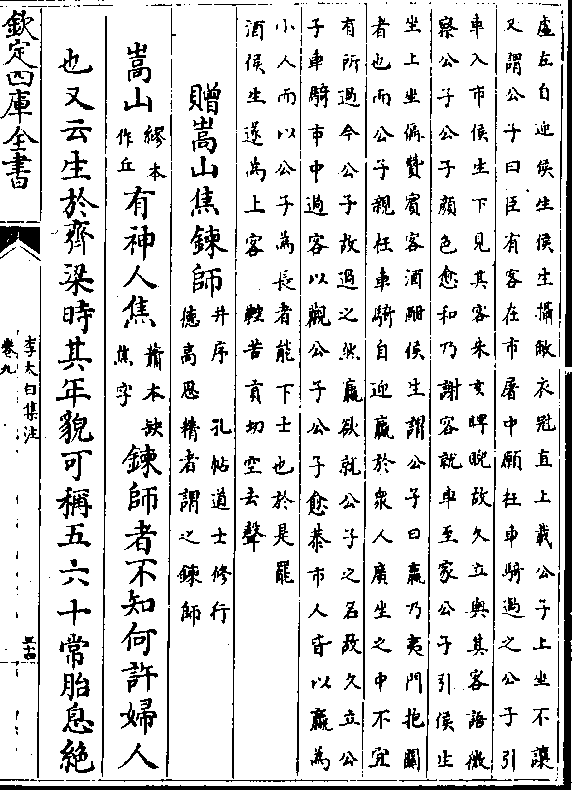 虛左自迎侯生侯生攝敝衣冠直上載公子上坐不讓
又謂公子曰臣有客在市屠中願枉車騎過之公子引
車入市侯生下見其客朱亥睥睨故久立與其客語微
察公子公子顔色愈和乃謝客就車至家公子引侯生
坐上坐徧賛賓客酒酣侯生謂公子曰嬴乃夷門抱關
者也而公子親枉車騎自迎嬴於衆人廣坐之中不宜
有所過今公子故過之然嬴欲就公子之名故久立公
子車騎市中過客以觀公子公子愈恭市人皆以嬴為
小人而以公子為長者能下士也於是罷
酒侯生遂為上客 輕苦貢切空去聲
贈嵩山焦鍊師并序 孔帖道士修行
徳高思精者謂之鍊師
嵩山繆本作丘有神人焦蕭本缺焦字鍊師者不知何許婦人
也又云生於齊梁時其年貌可稱五六十常胎息絶
欽定四庫全書
李太白集注
卷九